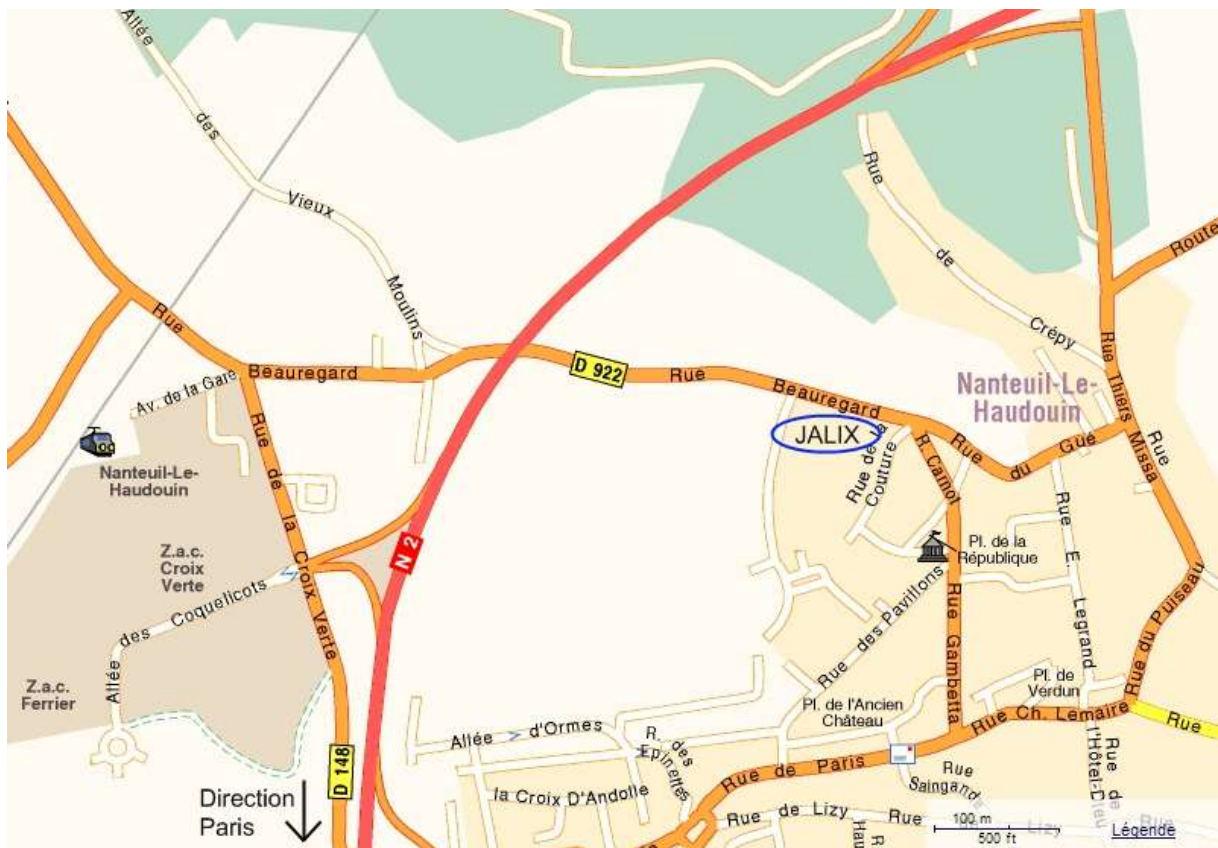 Allée
des
Vieux
Moulins
Rue
de
Crépy
Route
Rue
Beauregard
D 922
Rue
Beauregard
Av. de la Gare
Nanteuil-Le-
Haudouin
Rue Thiers
Rue
Missa
JALIX
Rue de la
Couture
R. Carnot
Rue
du
Gué
Nanteuil-Le-
Haudouin
Rue
de
la
Croix
Verte
N 2
Z.a.c.
Croix
Verte
Allée
des
Coquelicots
Z.a.c.
Ferrier
Pl. de la
République
Rue
E.
Legrand
Rue des Pavillons
Rue
Gambetta
Rue du Puiseau
Pl. de
Verdun
Pl. de l'Ancien
Château
Rue Ch. Lemaire
Rue
Allée
d'Ormes
R. des
Epinettes
Rue de Paris
la Croix D'Andolle
Rue
Saingand
Rue de
l'Hôtel-Dieu
D 148
Direction
Paris
Rue de Lizy
Rue
de
Lizy
Rue
R.
Hau
100 m
500 ft
Légende